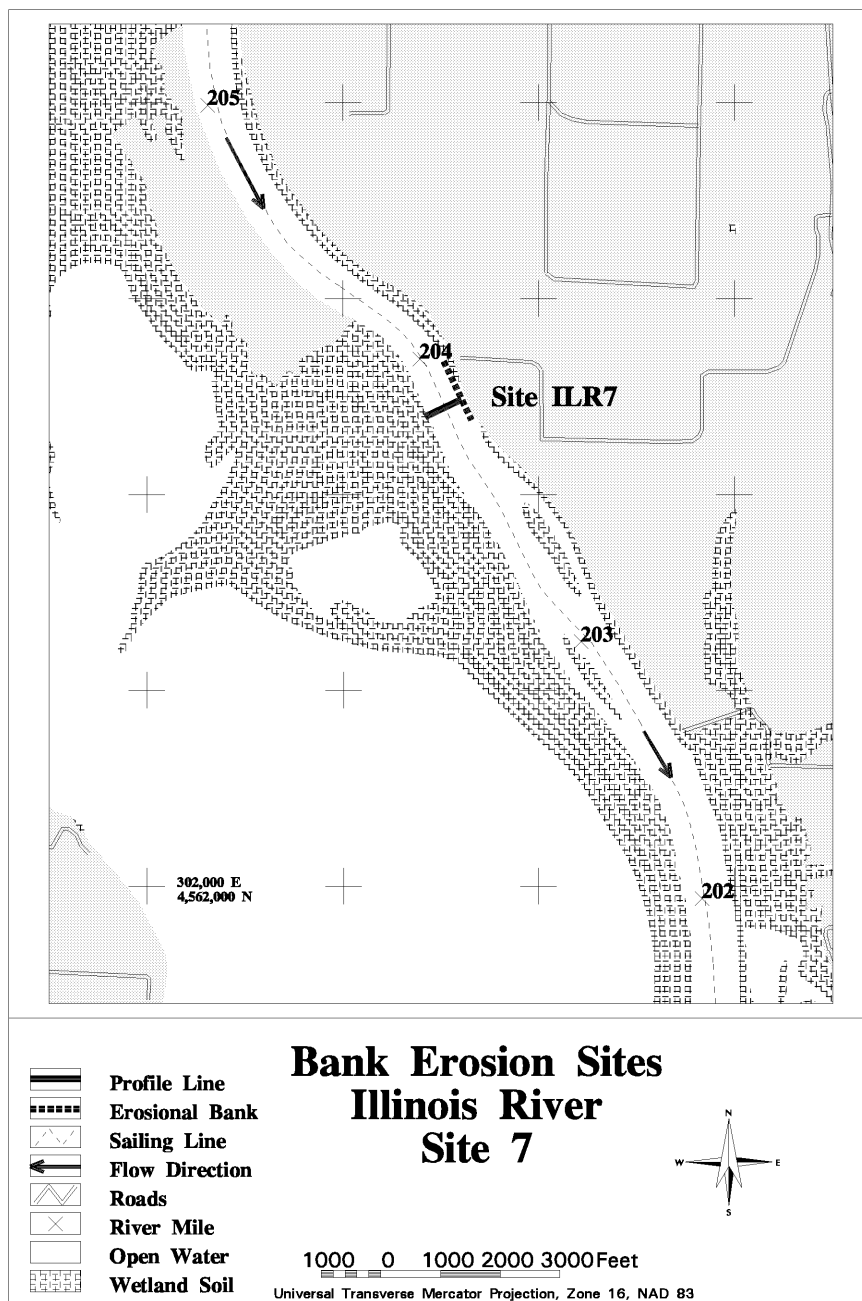 205
204
Site ILR7
203
302,000 E
4,562,000 N
202
Bank Erosion Sites
Illinois River
Site 7
Profile Line
Erosional Bank
Sailing Line
Flow Direction
Roads
River Mile
Open Water
Wetland Soil
N
W E
S
1000 0 1000 2000 3000 Feet
Universal Transverse Mercator Projection, Zone 16, NAD 83